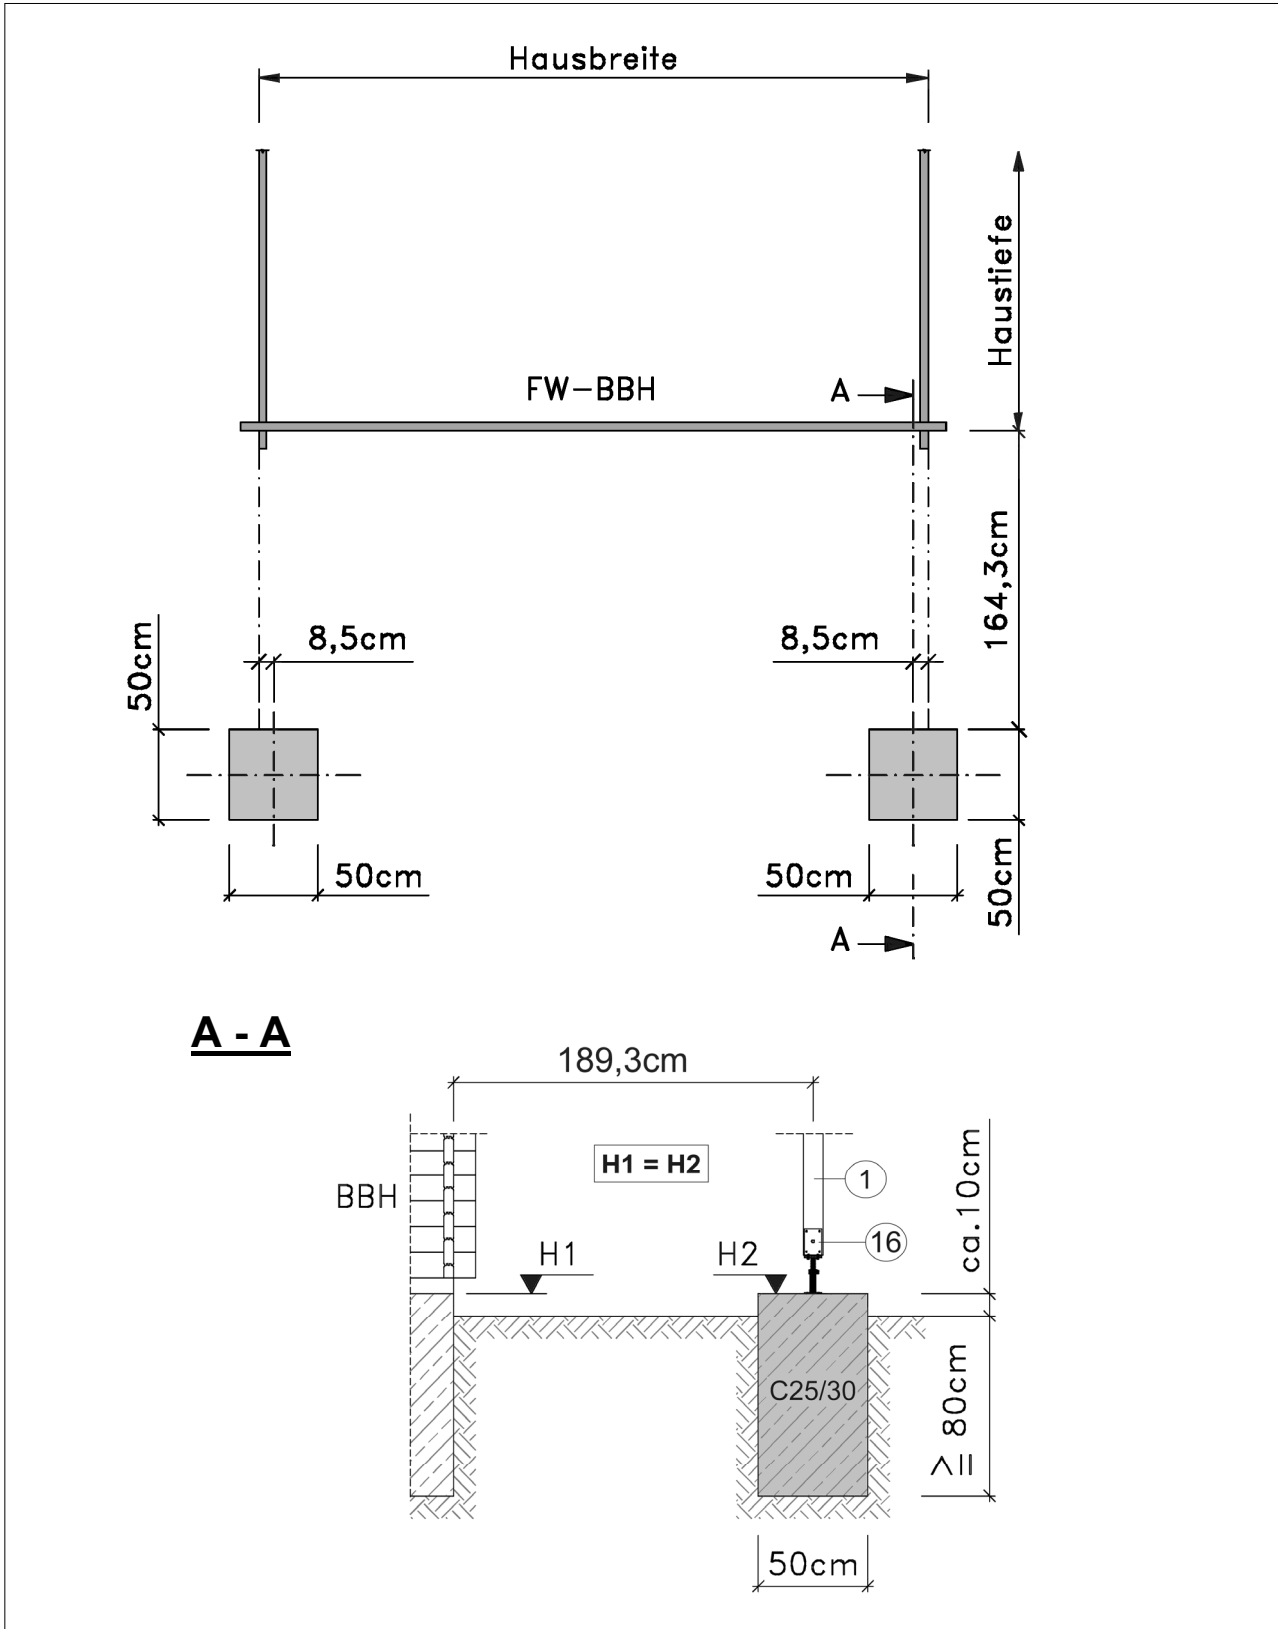 Hausbreite
Haustiefe
FW-BBH
A
164,3cm
50cm
8,5cm
8,5cm
50cm
50cm
50cm
A
A - A
189,3cm
H1 = H2
1
BBH
ca.10cm
16
H1
H2
C25/30
≥ 80cm
50cm